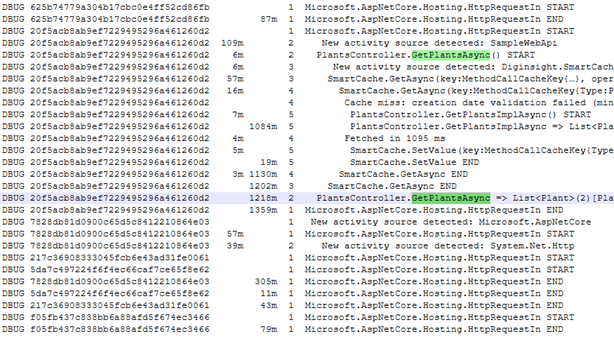 DBUG 625b74779a304b17cbc0e4ff52cd86fb 1 Microsoft.AspNetCore.Hosting.HttpRequestIn START
DBUG 625b74779a304b17cbc0e4ff52cd86fb 87m 1 Microsoft.AspNetCore.Hosting.HttpRequestIn END
DBUG 20f5acb8ab9ef7229495296a461260d2 109m 2 New activity source detected: SampleWebApi
DBUG 20f5acb8ab9ef7229495296a461260d2 6m 2 PlantsController.GetPlantsAsync() START
DBUG 20f5acb8ab9ef7229495296a461260d2 6m 3 New activity source detected: Diginsight.SmartCach
DBUG 20f5acb8ab9ef7229495296a461260d2 57m 3 SmartCache.GetAsync(key:MethodCallCacheKey{…}, oper
DBUG 20f5acb8ab9ef7229495296a461260d2 16m 4 SmartCache.GetAsync(key:MethodCallCacheKey{Type:P
DBUG 20f5acb8ab9ef7229495296a461260d2 4 Cache miss: creation date validation failed (min
DBUG 20f5acb8ab9ef7229495296a461260d2 7m 5 PlantsController.GetPlantsImplAsync() START
DBUG 20f5acb8ab9ef7229495296a461260d2 1084m 5 PlantsController.GetPlantsImplAsync => List<Pla
DBUG 20f5acb8ab9ef7229495296a461260d2 4m 4 Fetched in 1095 ms
DBUG 20f5acb8ab9ef7229495296a461260d2 5m 5 SmartCache.SetValue(key:MethodCallCacheKey{Type
DBUG 20f5acb8ab9ef7229495296a461260d2 19m 5 SmartCache.SetValue END
DBUG 20f5acb8ab9ef7229495296a461260d2 3m 1130m 4 SmartCache.GetAsync END
DBUG 20f5acb8ab9ef7229495296a461260d2 1202m 3 SmartCache.GetAsync END
DBUG 20f5acb8ab9ef7229495296a461260d2 1218m 2 PlantsController.GetPlantsAsync => List<Plant>(2)[Pla
DBUG 20f5acb8ab9ef7229495296a461260d2 1359m 1 Microsoft.AspNetCore.Hosting.HttpRequestIn END
DBUG 7828db81d0900c65d5c8412210864e03 1 New activity source detected: Microsoft.AspNetCore
DBUG 7828db81d0900c65d5c8412210864e03 57m 1 Microsoft.AspNetCore.Hosting.HttpRequestIn START
DBUG 7828db81d0900c65d5c8412210864e03 39m 2 New activity source detected: System.Net.Http
DBUG 217c36908333045fcb6e43ad31fe0061 1 Microsoft.AspNetCore.Hosting.HttpRequestIn START
DBUG 5da7c497224f6f4ec66caf7ce65f8e62 1 Microsoft.AspNetCore.Hosting.HttpRequestIn START
DBUG 7828db81d0900c65d5c8412210864e03 305m 1 Microsoft.AspNetCore.Hosting.HttpRequestIn END
DBUG 5da7c497224f6f4ec66caf7ce65f8e62 11m 1 Microsoft.AspNetCore.Hosting.HttpRequestIn END
DBUG 217c36908333045fcb6e43ad31fe0061 43m 1 Microsoft.AspNetCore.Hosting.HttpRequestIn END
DBUG f05fb437c838bb6a88afd5f674ec3466 1 Microsoft.AspNetCore.Hosting.HttpRequestIn START
DBUG f05fb437c838bb6a88afd5f674ec3466 79m 1 Microsoft.AspNetCore.Hosting.HttpRequestIn END